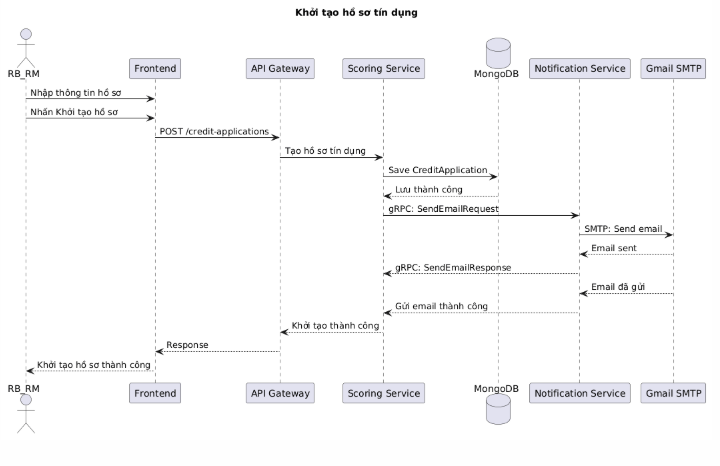 Khởi tạo hồ sơ tín dụng
RB_RM
Frontend
API Gateway
Scoring Service
MongoDB
Notification Service
Gmail SMTP
Nhập thông tin hồ sơ
Nhấn Khởi tạo hồ sơ
POST /credit-applications
Tạo hồ sơ tín dụng
Save CreditApplication
Lưu thành công
gRPC: SendEmailRequest
SMTP: Send email
Email sent
gRPC: SendEmailResponse
Email đã gửi
Gửi email thành công
Khởi tạo thành công
Response
Khởi tạo hồ sơ thành công
RB_RM
Frontend
API Gateway
Scoring Service
MongoDB
Notification Service
Gmail SMTP